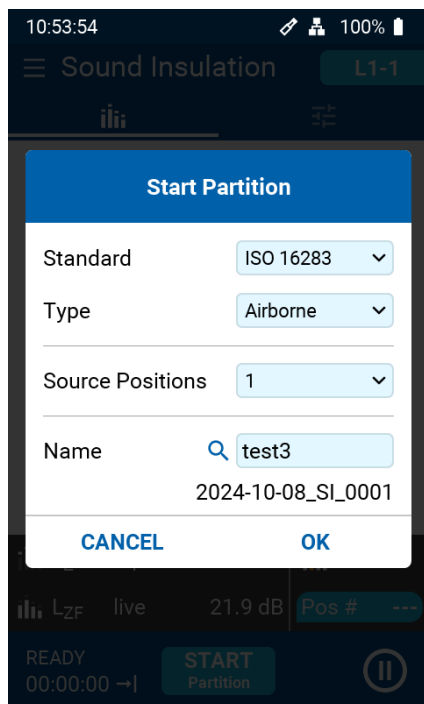 10:53:54 100%
Sound Insulation L1-1
Start Partition
Standard ISO 16283
Type Airborne
Source Positions 1
Name test3
2024-10-08_SI_0001
CANCEL OK
LZF live 21.9 dB Pos # ---
READY START
00:00:00 Partition